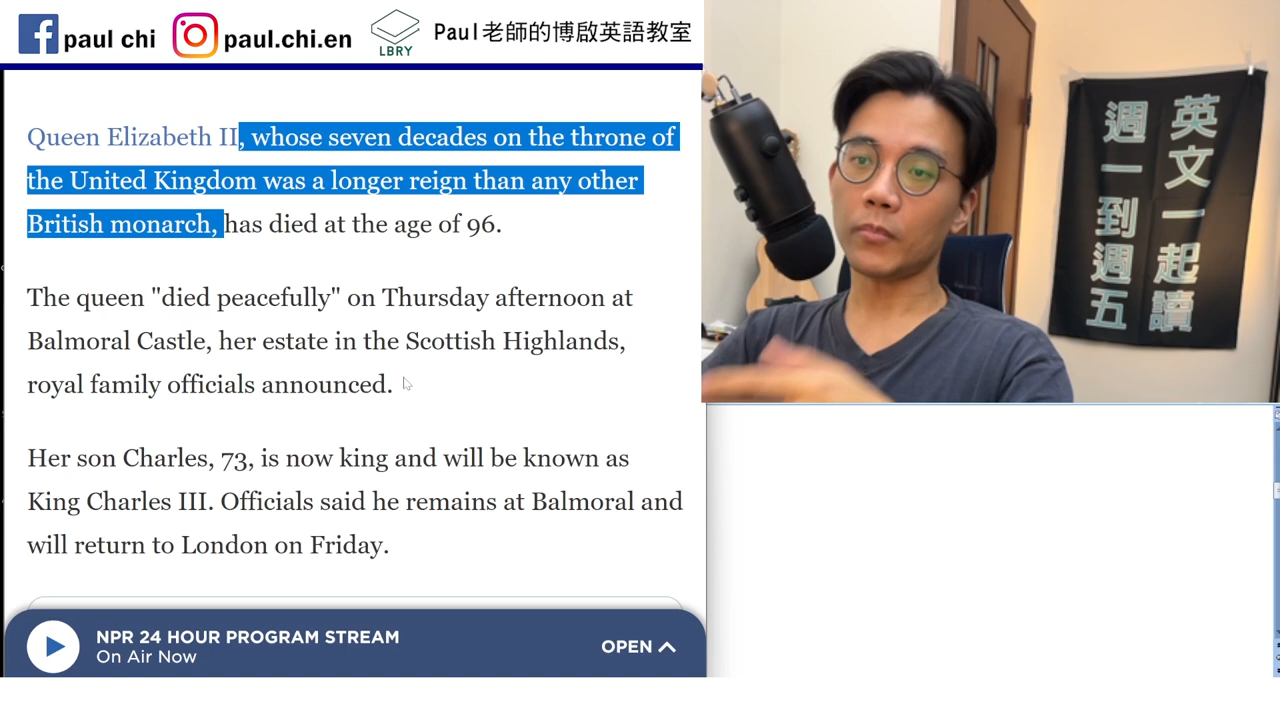 paul chi
paul.chi.en
LBRY
Paul老師的博啟英語教室
Queen Elizabeth II, whose seven decades on the throne of
the United Kingdom was a longer reign than any other
British monarch, has died at the age of 96.
The queen "died peacefully" on Thursday afternoon at
Balmoral Castle, her estate in the Scottish Highlands,
royal family officials announced.
Her son Charles, 73, is now king and will be known as
King Charles III. Officials said he remains at Balmoral and
will return to London on Friday.
NPR 24 HOUR PROGRAM STREAM
On Air Now
OPEN
英文一起讀
週一到週五